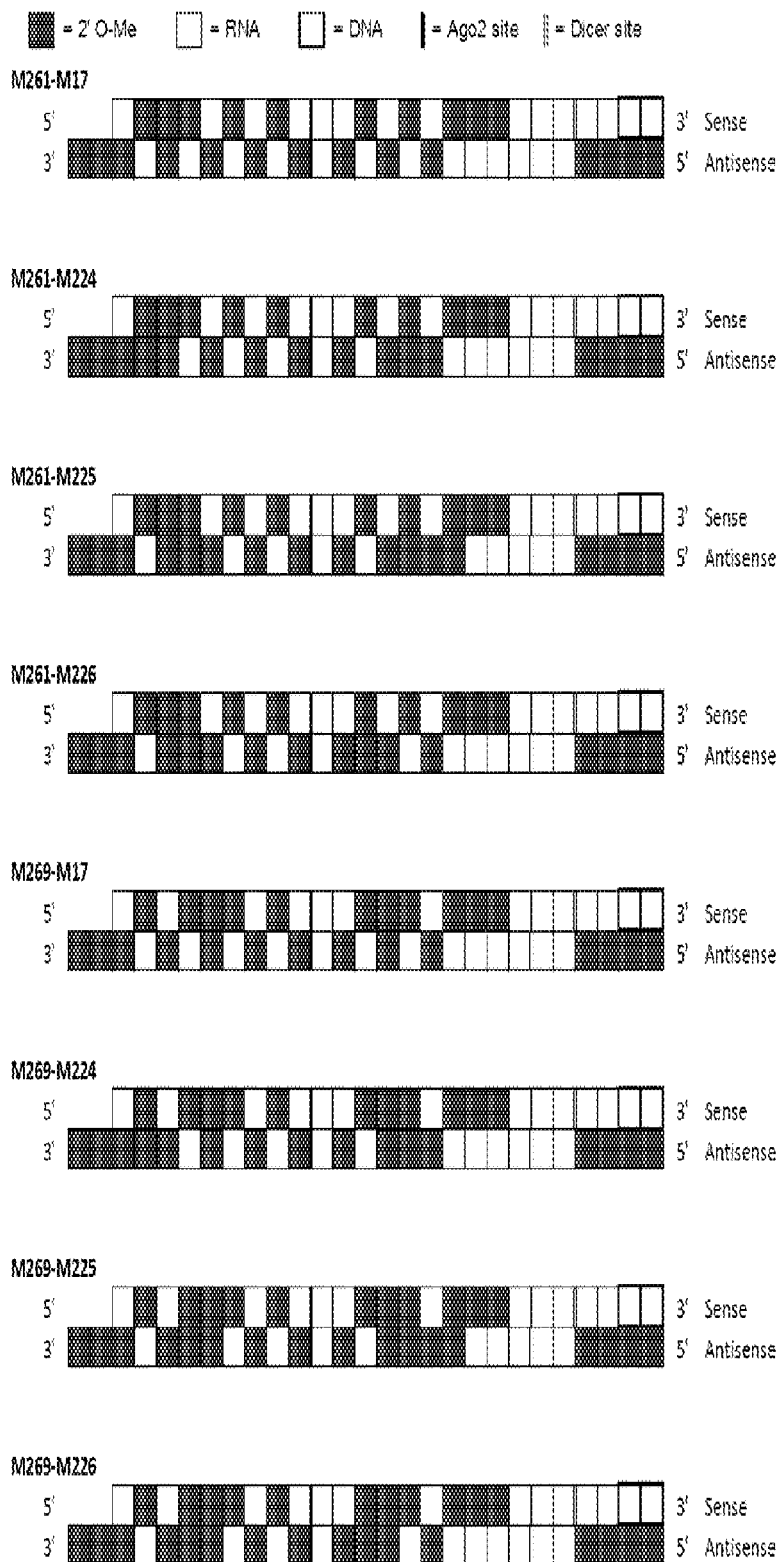 = 2' O-Me = RNA = DNA = Ago2 site = Dicer site
M261-M17
5' 3' Sense
3' 5' Antisense
M261-M224
5' 3' Sense
3' 5' Antisense
M261-M225
5' 3' Sense
3' 5' Antisense
M261-M226
5' 3' Sense
3' 5' Antisense
M269-M17
5' 3' Sense
3' 5' Antisense
M269-M224
5' 3' Sense
3' 5' Antisense
M269-M225
5' 3' Sense
3' 5' Antisense
M269-M226
5' 3' Sense
3' 5' Antisense